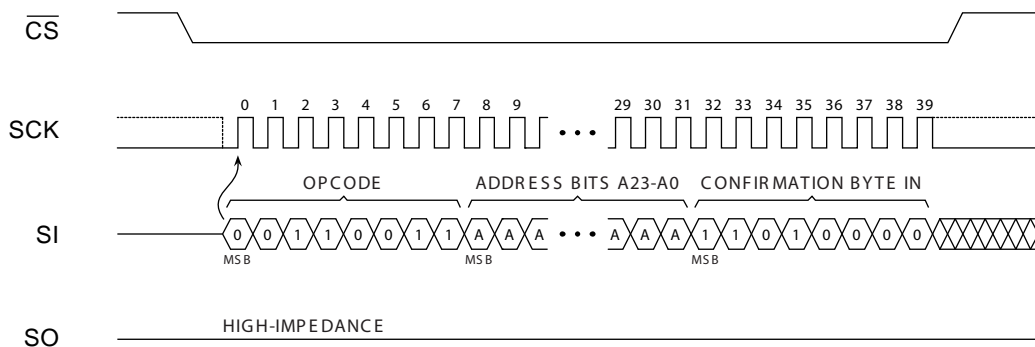 CS
SCK
0 1 2 3 4 5 6 7 8 9 29 30 31 32 33 34 35 36 37 38 39
OPCODE ADDRESS BITS A23-A0 CONFIRMATION BYTE IN
SI
0 0 1 1 0 0 1 1 A A A ••• A A A 1 1 0 1 0 0 0 0
MSB MSB MSB
HIGH-IMPEDANCE
SO